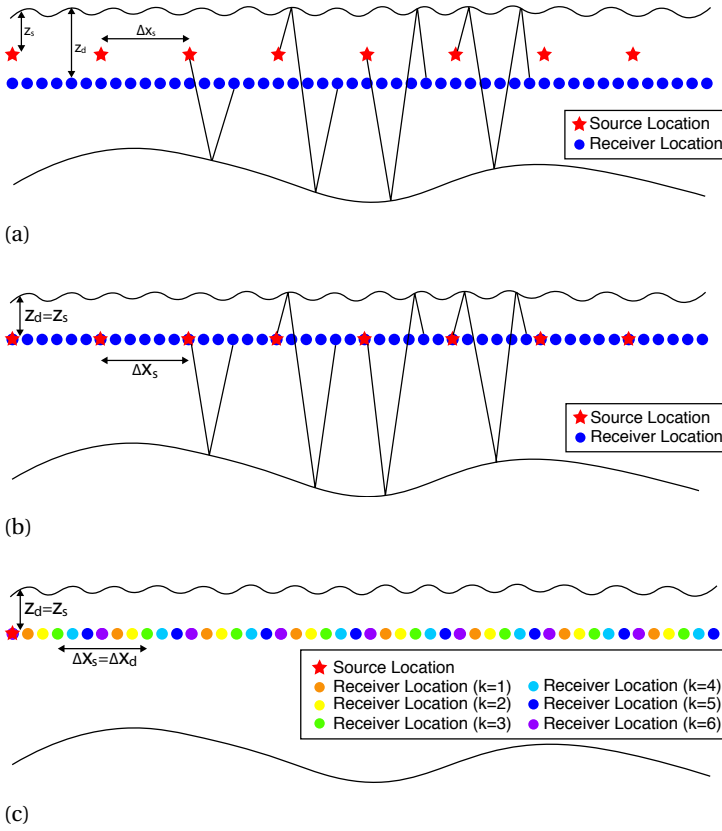 zs
zd
Δxs
Source Location
Receiver Location
(a)
zd=zs
Δxs
Source Location
Receiver Location
(b)
zd=zs
Δxs=Δxd
Source Location
Receiver Location (k=1) Receiver Location (k=4)
Receiver Location (k=2) Receiver Location (k=5)
Receiver Location (k=3) Receiver Location (k=6)
(c)